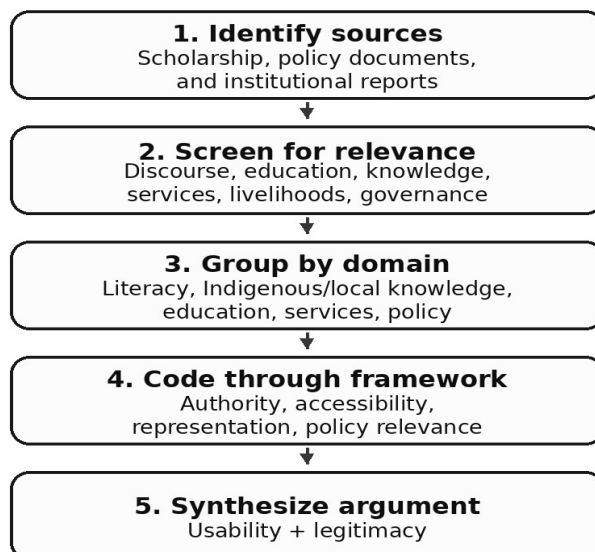 1. Identify sources
Scholarship, policy documents,
and institutional reports
2. Screen for relevance
Discourse, education, knowledge,
services, livelihoods, governance
3. Group by domain
Literacy, Indigenous/local knowledge,
education, services, policy
4. Code through framework
Authority, accessibility,
representation, policy relevance
5. Synthesize argument
Usability + legitimacy